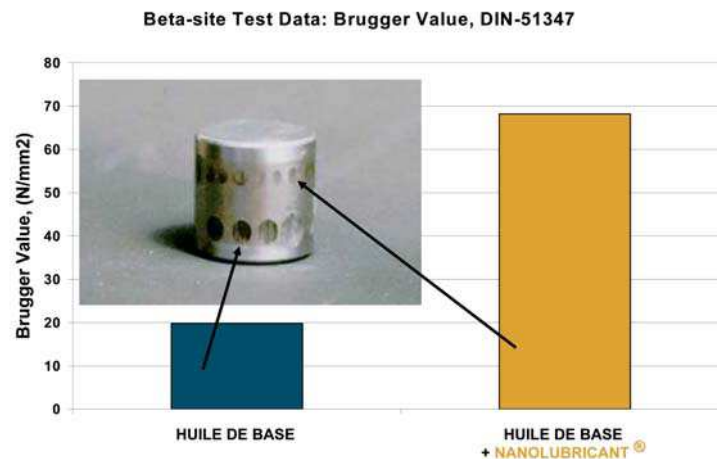 Beta-site Test Data: Brugger Value, DIN-51347
Brugger Value, (N/mm2)
80
70
60
50
40
30
20
10
0
HUILE DE BASE
HUILE DE BASE
+ NANOLUBRICANT ®